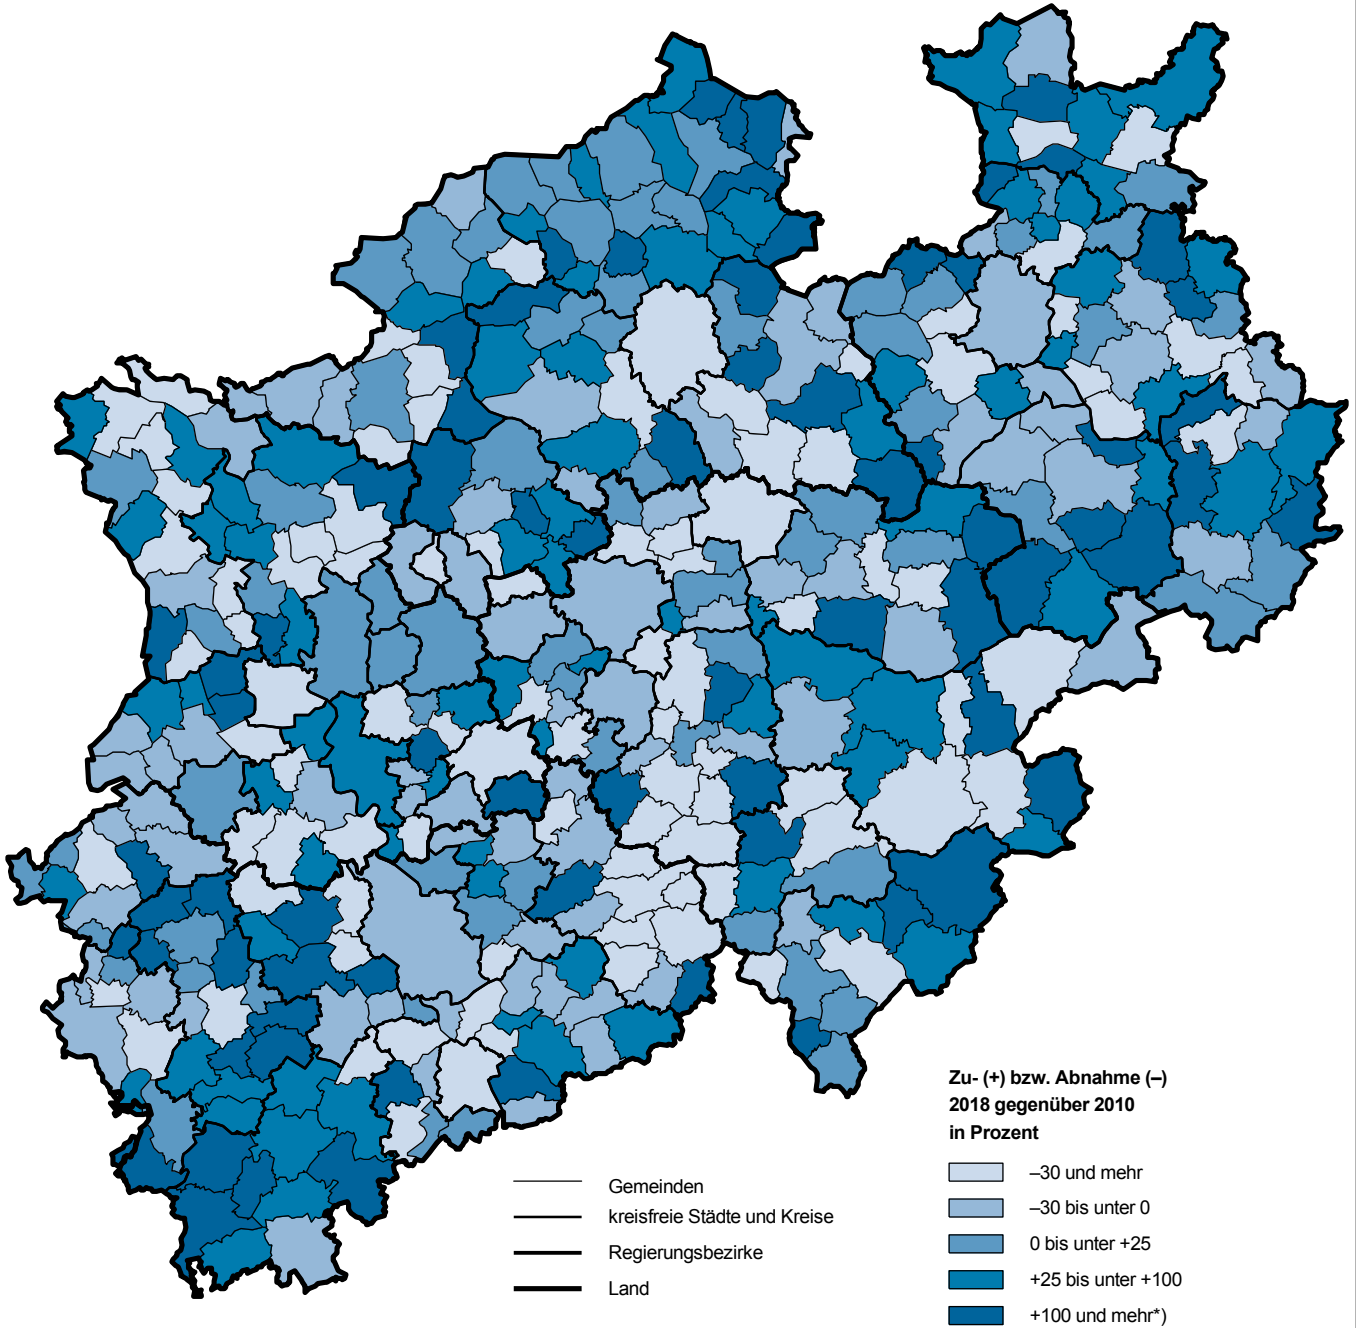 Zu- (+) bzw. Abnahme (–)
2018 gegenüber 2010
in Prozent
–30 und mehr
–30 bis unter 0
0 bis unter +25
+25 bis unter +100
+100 und mehr*)
Gemeinden
kreisfreie Städte und Kreise
Regierungsbezirke
Land